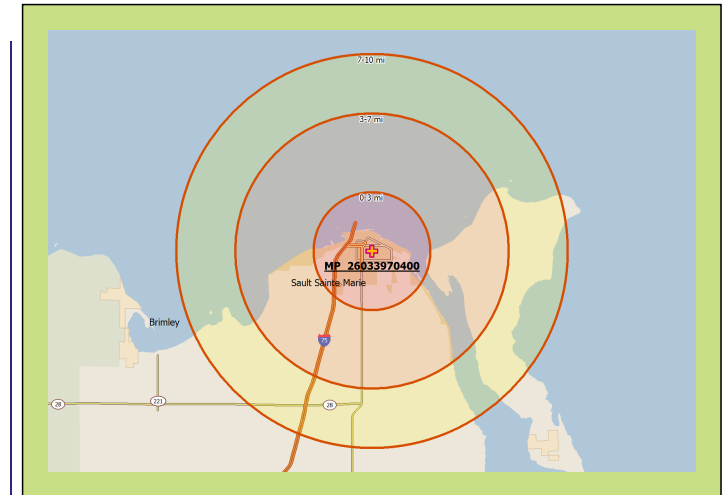 7-10 mi
3-7 mi
0-3 mi
MP_26033970400
Sault Sainte Marie
Brimley
75
28
221
28